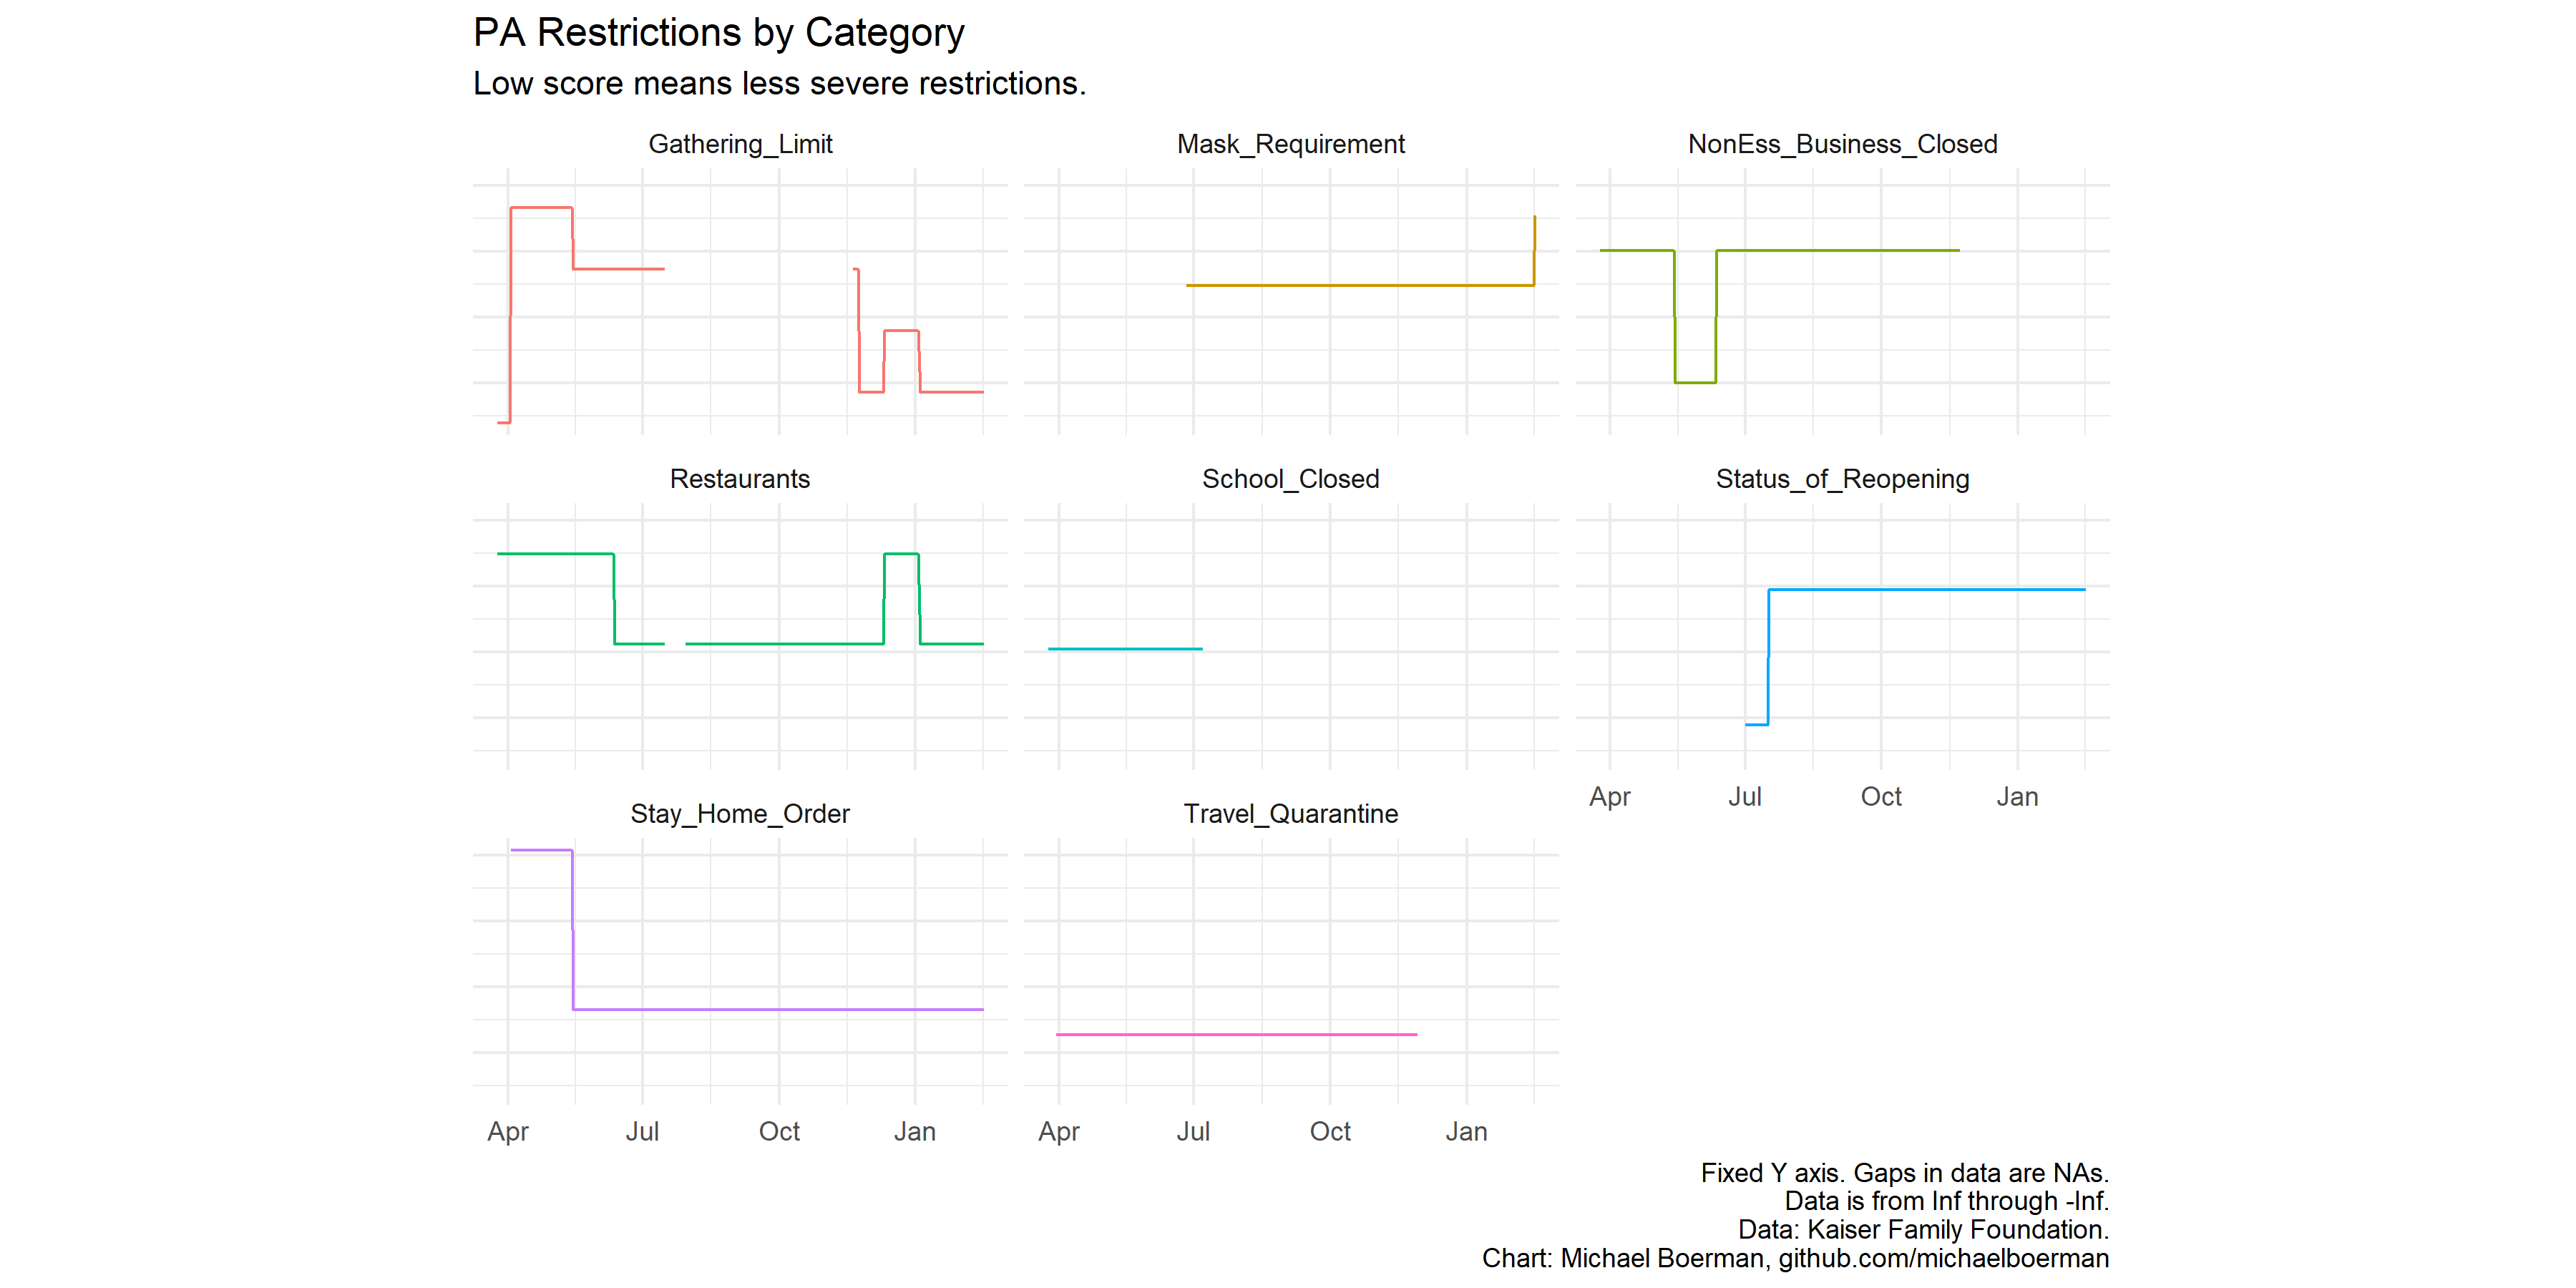 PA Restrictions by Category
Low score means less severe restrictions.
Gathering_Limit
Mask_Requirement
NonEss_Business_Closed
Restaurants
School_Closed
Status_of_Reopening
Apr Jul Oct Jan
Stay_Home_Order
Travel_Quarantine
Apr Jul Oct Jan
Apr Jul Oct Jan
Fixed Y axis. Gaps in data are NAs.
Data is from Inf through -Inf.
Data: Kaiser Family Foundation.
Chart: Michael Boerman, github.com/michaelboerman